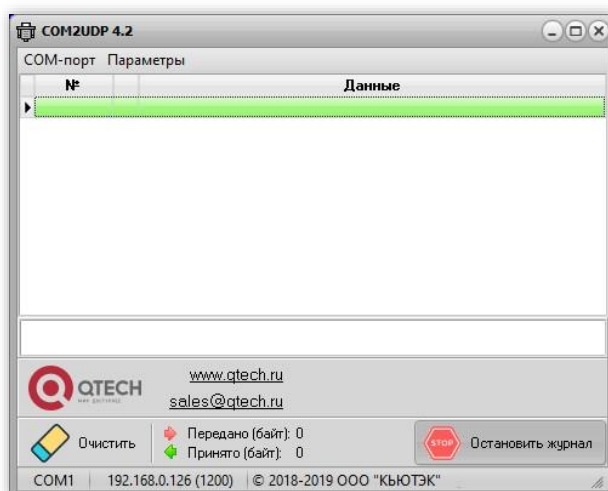 COM2UDP 4.2
COM-порт Параметры
№ Данные
www.qtech.ru
QTECH
sales@qtech.ru
Очистить
Передано (байт): 0
Принято (байт): 0
STOP Остановить журнал
COM1 192.168.0.126 (1200) © 2018-2019 ООО "КЬЮТЭК"